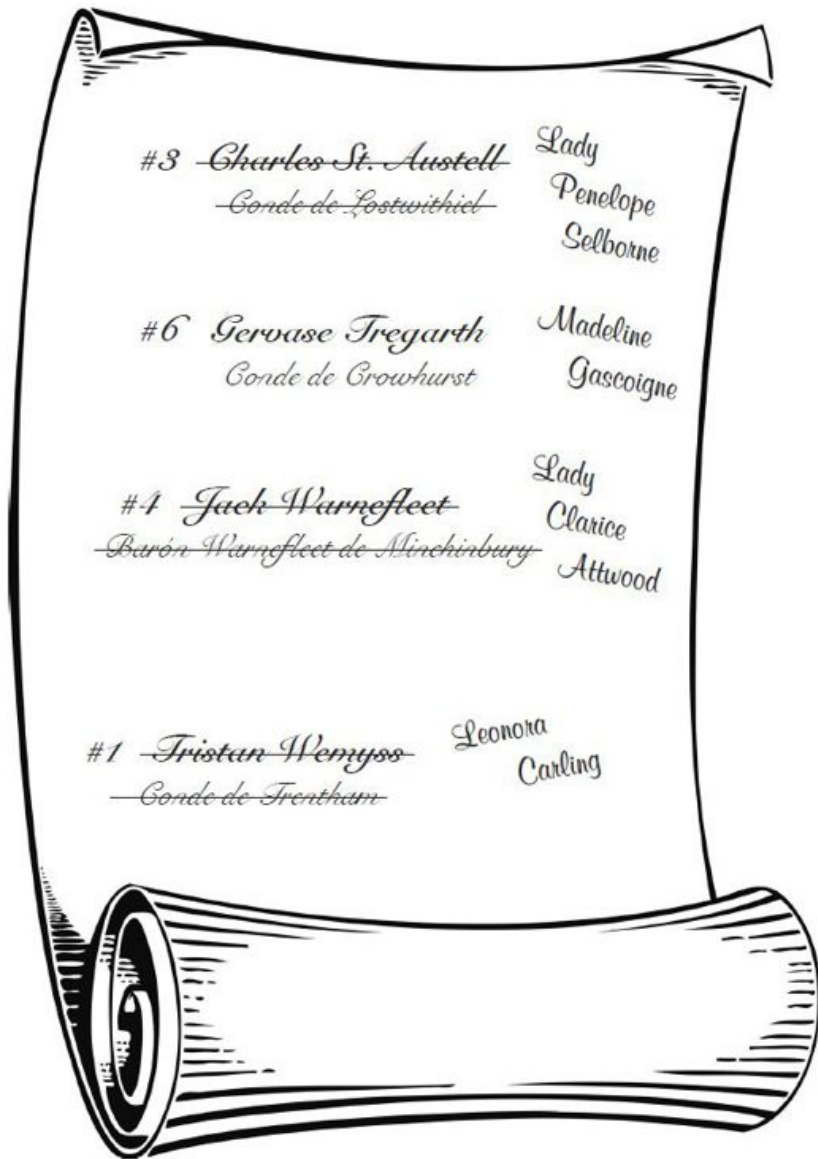 #3 Charles St. Austell
Conde de Lostwithiel
Lady
Penelope
Selborne
#6 Gervase Tregarth
Conde de Crowhurst
Madeline
Gascoigne
#4 Jack Warnefleet
Barón Warnefleet de Minchinbury
Lady
Clarice
Attwood
#1 Tristan Wemyss
Conde de Trentham
Leonora
Carling